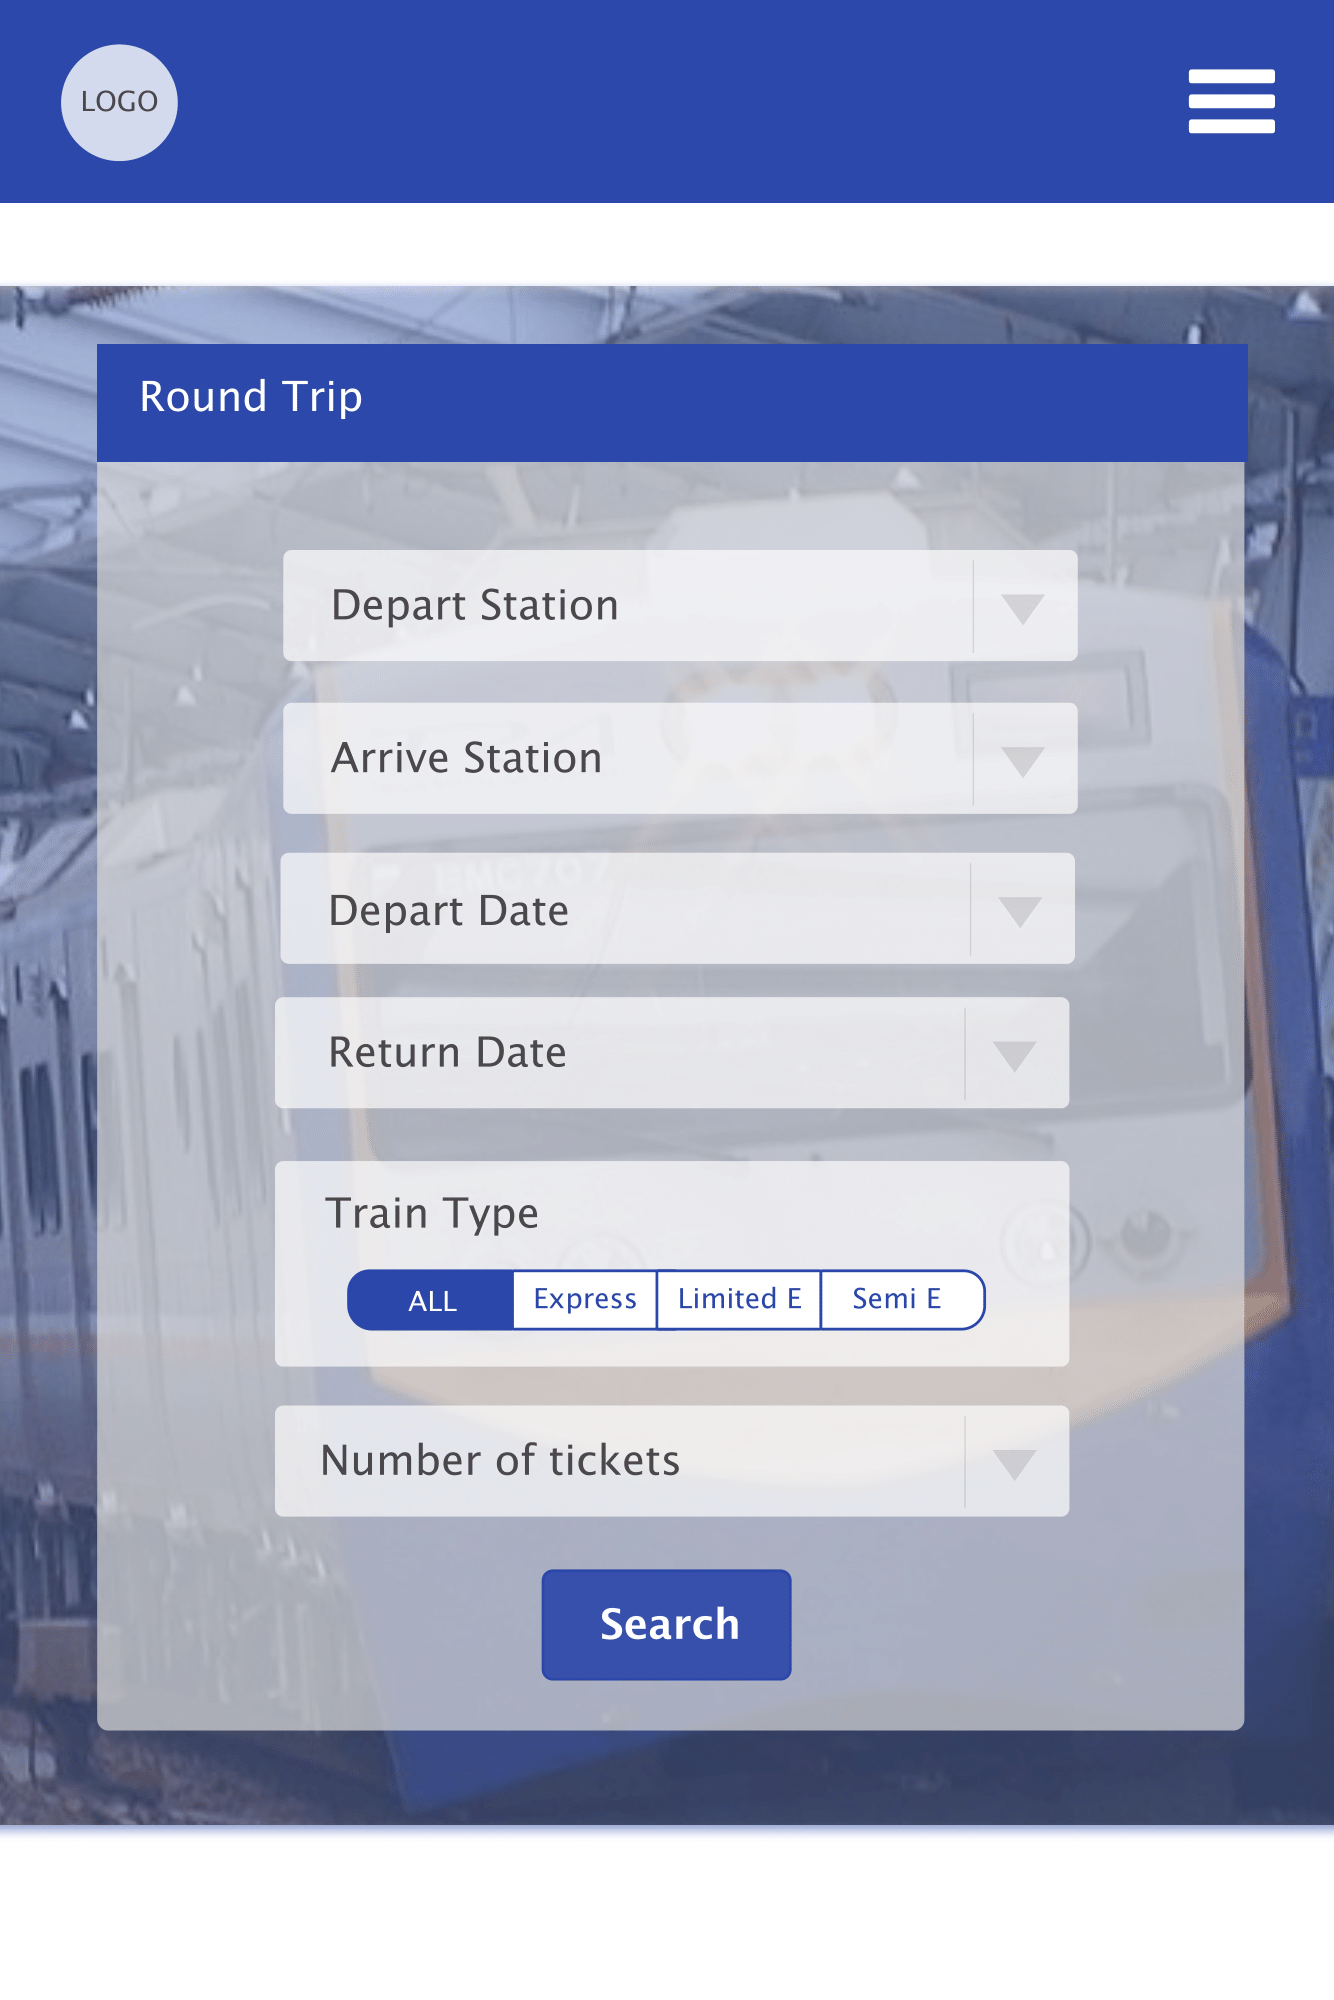 LOGO
Round Trip
Depart Station
Arrive Station
Depart Date
Return Date
Train Type
ALL Express Limited E Semi E
Number of tickets
Search